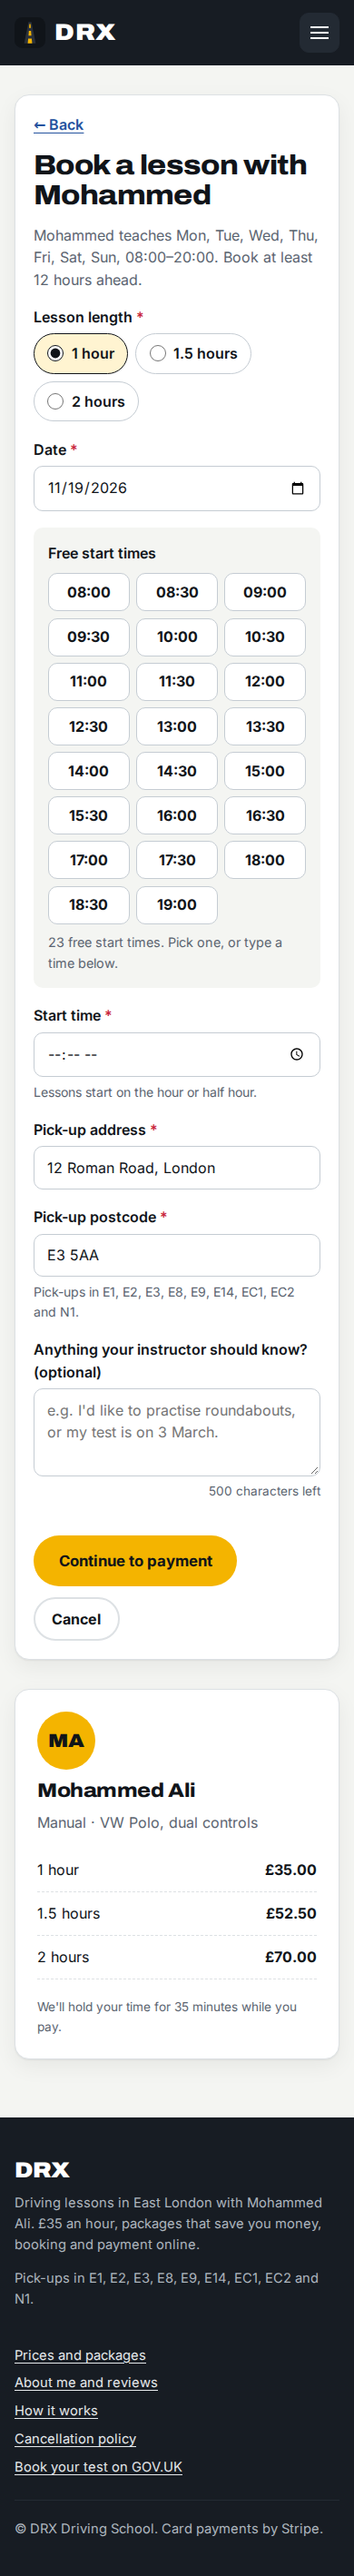 DRX
← Back
Book a lesson with
Mohammed
Mohammed teaches Mon, Tue, Wed, Thu,
Fri, Sat, Sun, 08:00–20:00. Book at least
12 hours ahead.
Lesson length *
1 hour
1.5 hours
2 hours
Date *
11/19/2026
Free start times
08:00 08:30 09:00
09:30 10:00 10:30
11:00 11:30 12:00
12:30 13:00 13:30
14:00 14:30 15:00
15:30 16:00 16:30
17:00 17:30 18:00
18:30 19:00
23 free start times. Pick one, or type a
time below.
Start time *
--:-- --
Lessons start on the hour or half hour.
Pick-up address *
12 Roman Road, London
Pick-up postcode *
E3 5AA
Pick-ups in E1, E2, E3, E8, E9, E14, EC1, EC2
and N1.
Anything your instructor should know?
(optional)
e.g. I'd like to practise roundabouts,
or my test is on 3 March.
500 characters left
Continue to payment
Cancel
MA
Mohammed Ali
Manual · VW Polo, dual controls
1 hour £35.00
1.5 hours £52.50
2 hours £70.00
We'll hold your time for 35 minutes while you
pay.
DRX
Driving lessons in East London with Mohammed
Ali. £35 an hour, packages that save you money,
booking and payment online.
Pick-ups in E1, E2, E3, E8, E9, E14, EC1, EC2 and
N1.
Prices and packages
About me and reviews
How it works
Cancellation policy
Book your test on GOV.UK
© DRX Driving School. Card payments by Stripe.